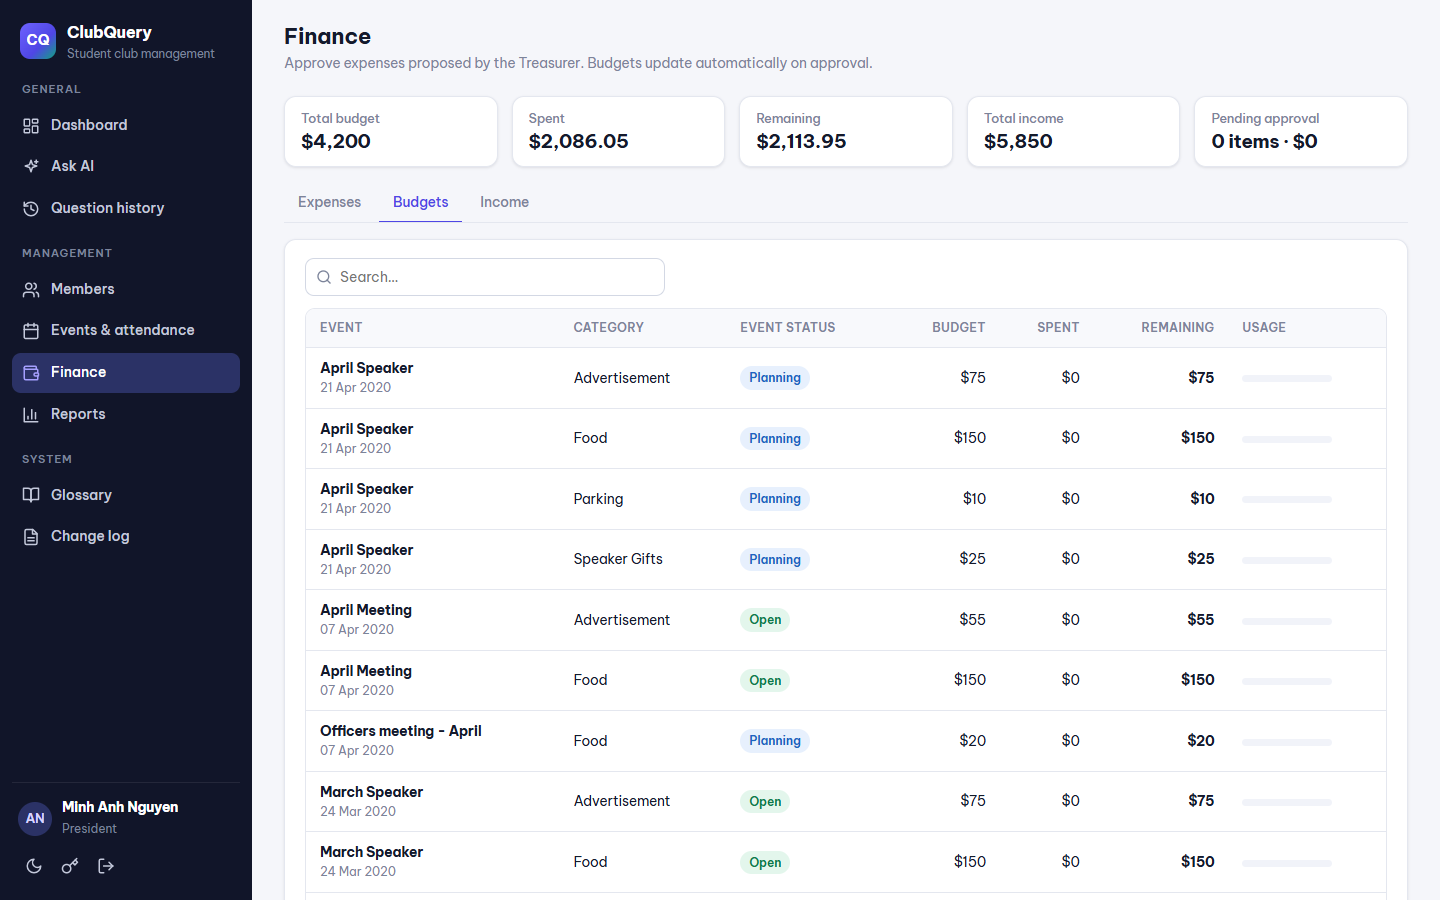 CQ
ClubQuery
Student club management
GENERAL
Dashboard
Ask AI
Question history
MANAGEMENT
Members
Events & attendance
Finance
Reports
SYSTEM
Glossary
Change log
AN
Minh Anh Nguyen
President
Finance
Approve expenses proposed by the Treasurer. Budgets update automatically on approval.
Total budget
$4,200
Spent
$2,086.05
Remaining
$2,113.95
Total income
$5,850
Pending approval
0 items · $0
Expenses Budgets Income
Search...
EVENT CATEGORY EVENT STATUS BUDGET SPENT REMAINING USAGE
April Speaker
21 Apr 2020
Advertisement Planning $75 $0 $75
April Speaker
21 Apr 2020
Food Planning $150 $0 $150
April Speaker
21 Apr 2020
Parking Planning $10 $0 $10
April Speaker
21 Apr 2020
Speaker Gifts Planning $25 $0 $25
April Meeting
07 Apr 2020
Advertisement Open $55 $0 $55
April Meeting
07 Apr 2020
Food Open $150 $0 $150
Officers meeting - April
07 Apr 2020
Food Planning $20 $0 $20
March Speaker
24 Mar 2020
Advertisement Open $75 $0 $75
March Speaker
24 Mar 2020
Food Open $150 $0 $150